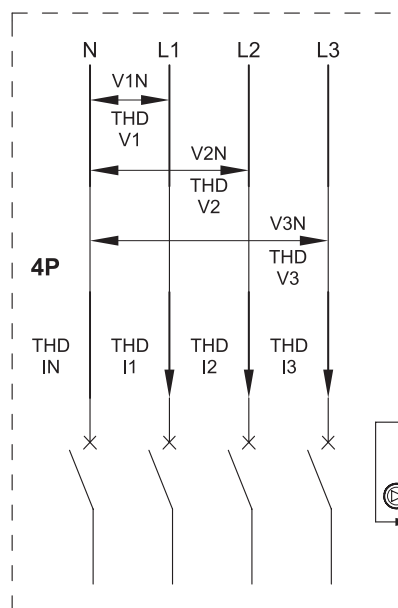 N L1 L2 L3
V1N
THD
V1
V2N
THD
V2
V3N
THD
V3
4P
THD THD THD THD
IN I1 I2 I3